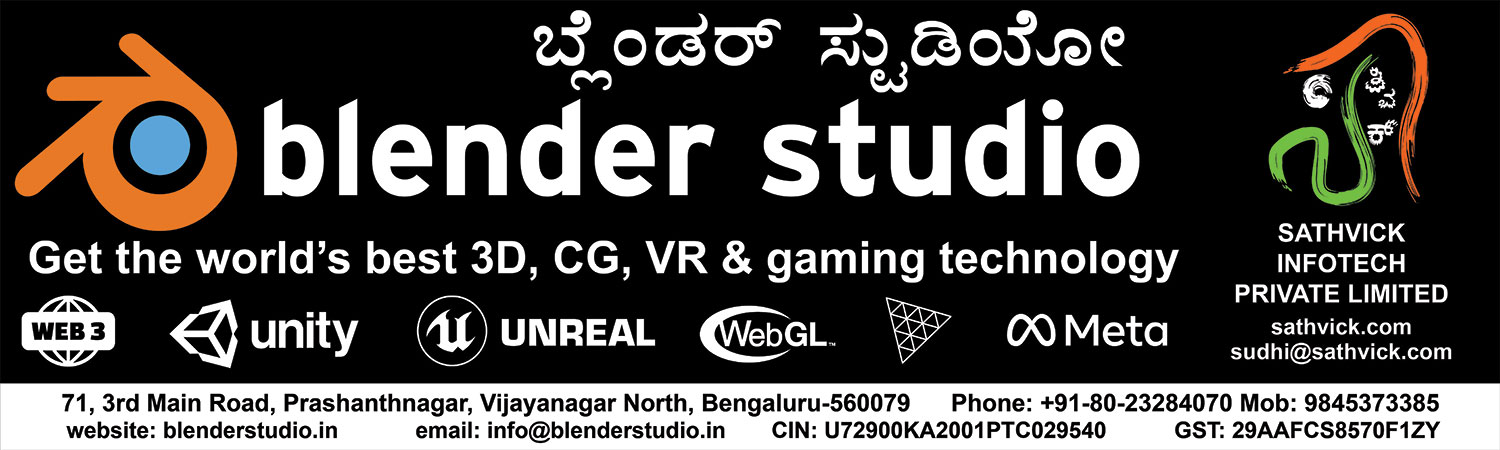 ಬ್ಲೆಂಡರ್ ಸ್ಟುಡಿಯೋ
blender studio
Get the world's best 3D, CG, VR & gaming technology
WEB 3 unity UNREAL WebGL™ Meta
SATHVICK
INFOTECH
PRIVATE LIMITED
sathvick.com
sudhi@sathvick.com
71, 3rd Main Road, Prashanthnagar, Vijayanagar North, Bengaluru-560079 Phone: +91-80-23284070 Mob: 9845373385
website: blenderstudio.in email: info@blenderstudio.in CIN: U72900KA2001PTC029540 GST: 29AAFCS8570F1ZY